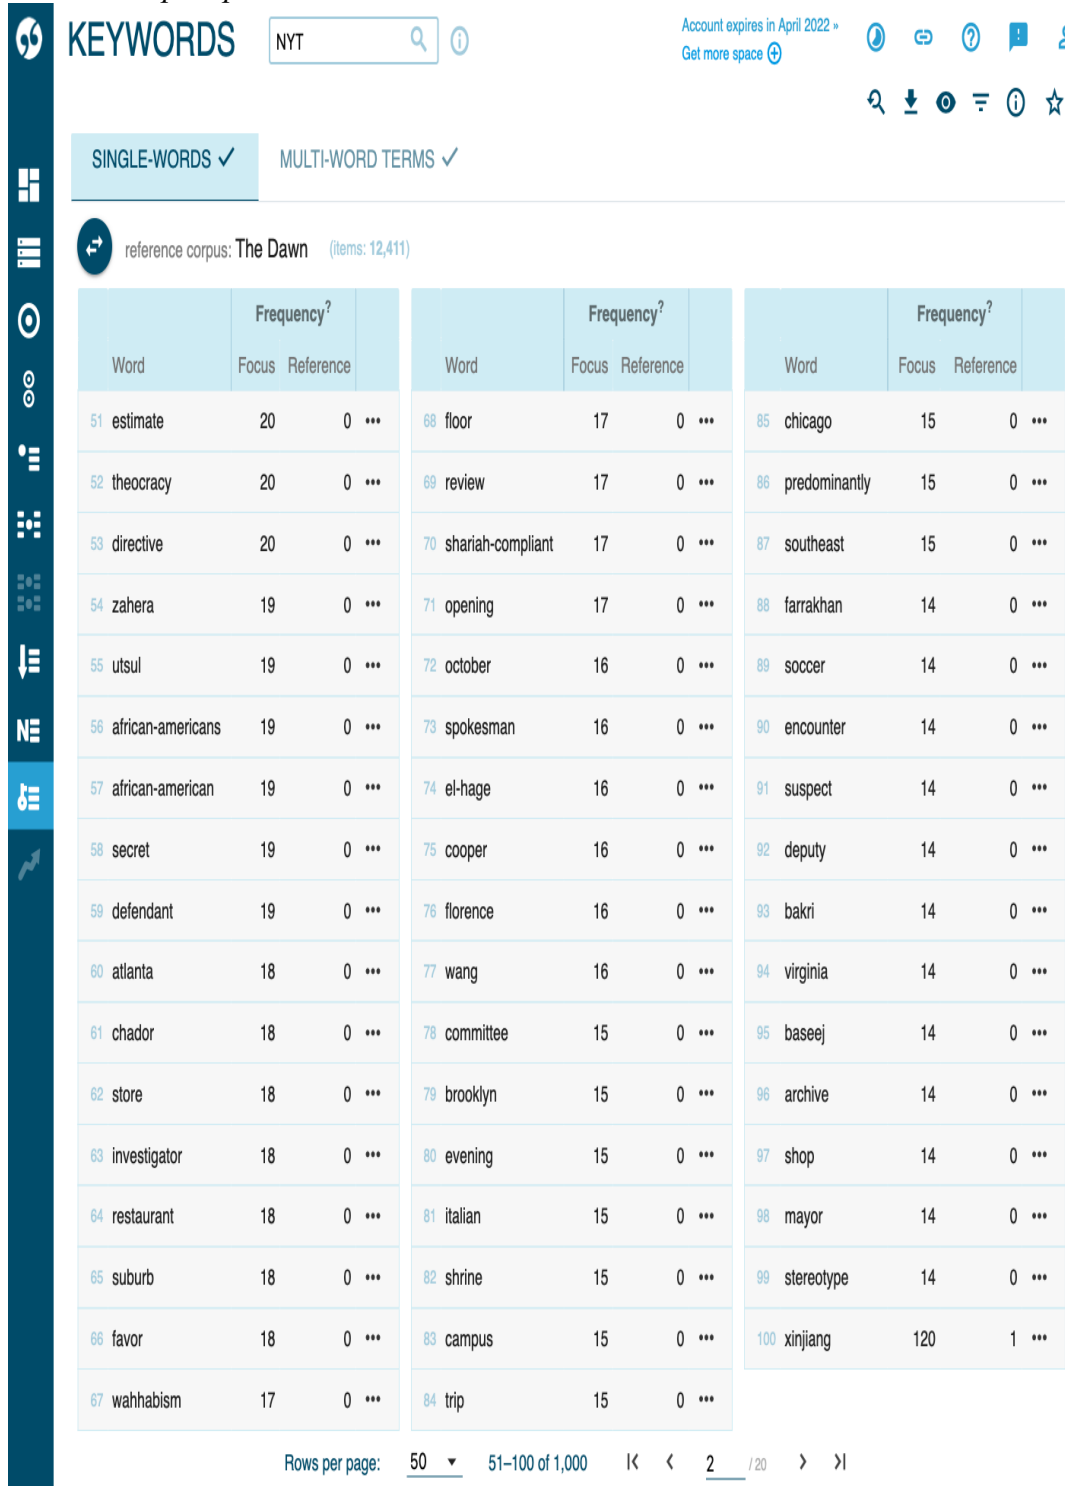 KEYWORDS
NYT
Account expires in April 2022 »
Get more space
SINGLE-WORDS
MULTI-WORD TERMS
reference corpus: The Dawn (items: 12,411)
Frequency? Frequency? Frequency?
Word Focus Reference Word Focus Reference Word Focus Reference
51 estimate 20 0 ••• 68 floor 17 0 ••• 85 chicago 15 0 •••
52 theocracy 20 0 ••• 69 review 17 0 ••• 86 predominantly 15 0 •••
53 directive 20 0 ••• 70 shariah-compliant 17 0 ••• 87 southeast 15 0 •••
54 zahera 19 0 ••• 71 opening 17 0 ••• 88 farrakhan 14 0 •••
55 utsul 19 0 ••• 72 october 16 0 ••• 89 soccer 14 0 •••
56 african-americans 19 0 ••• 73 spokesman 16 0 ••• 90 encounter 14 0 •••
57 african-american 19 0 ••• 74 el-hage 16 0 ••• 91 suspect 14 0 •••
58 secret 19 0 ••• 75 cooper 16 0 ••• 92 deputy 14 0 •••
59 defendant 19 0 ••• 76 florence 16 0 ••• 93 bakri 14 0 •••
60 atlanta 18 0 ••• 77 wang 16 0 ••• 94 virginia 14 0 •••
61 chador 18 0 ••• 78 committee 15 0 ••• 95 baseej 14 0 •••
62 store 18 0 ••• 79 brooklyn 15 0 ••• 96 archive 14 0 •••
63 investigator 18 0 ••• 80 evening 15 0 ••• 97 shop 14 0 •••
64 restaurant 18 0 ••• 81 italian 15 0 ••• 98 mayor 14 0 •••
65 suburb 18 0 ••• 82 shrine 15 0 ••• 99 stereotype 14 0 •••
66 favor 18 0 ••• 83 campus 15 0 ••• 100 xinjiang 120 1 •••
67 wahhabism 17 0 ••• 84 trip 15 0 •••
Rows per page: 50 51–100 of 1,000 2 / 20